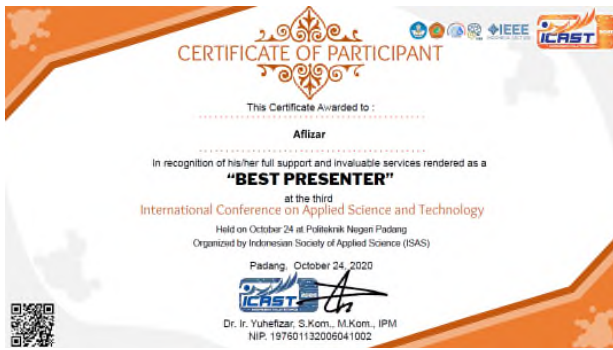 CERTIFICATE OF PARTICIPANT
IEEE
ICAST
This Certificate Awarded to :
Aflizar
In recognition of his/her full support and invaluable services rendered as a
“BEST PRESENTER”
at the third
International Conference on Applied Science and Technology
Held on October 24 at Politeknik Negeri Padang
Organized by Indonesian Society of Applied Science (ISAS)
Padang, October 24, 2020
ICAST
Dr. Ir. Yuhefizar, S.Kom., M.Kom., IPM
NIP. 197601132006041002